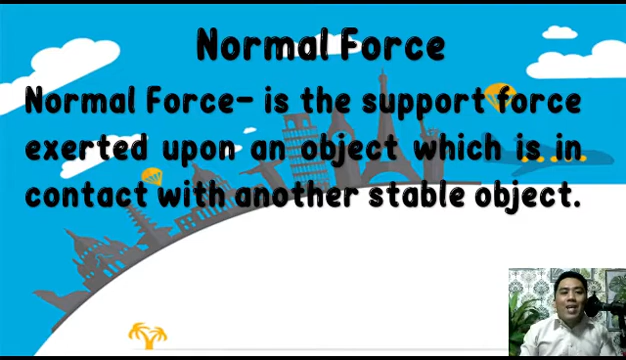 Normal Force
Normal Force- is the support force
exerted upon an object which is in
contact with another stable object.